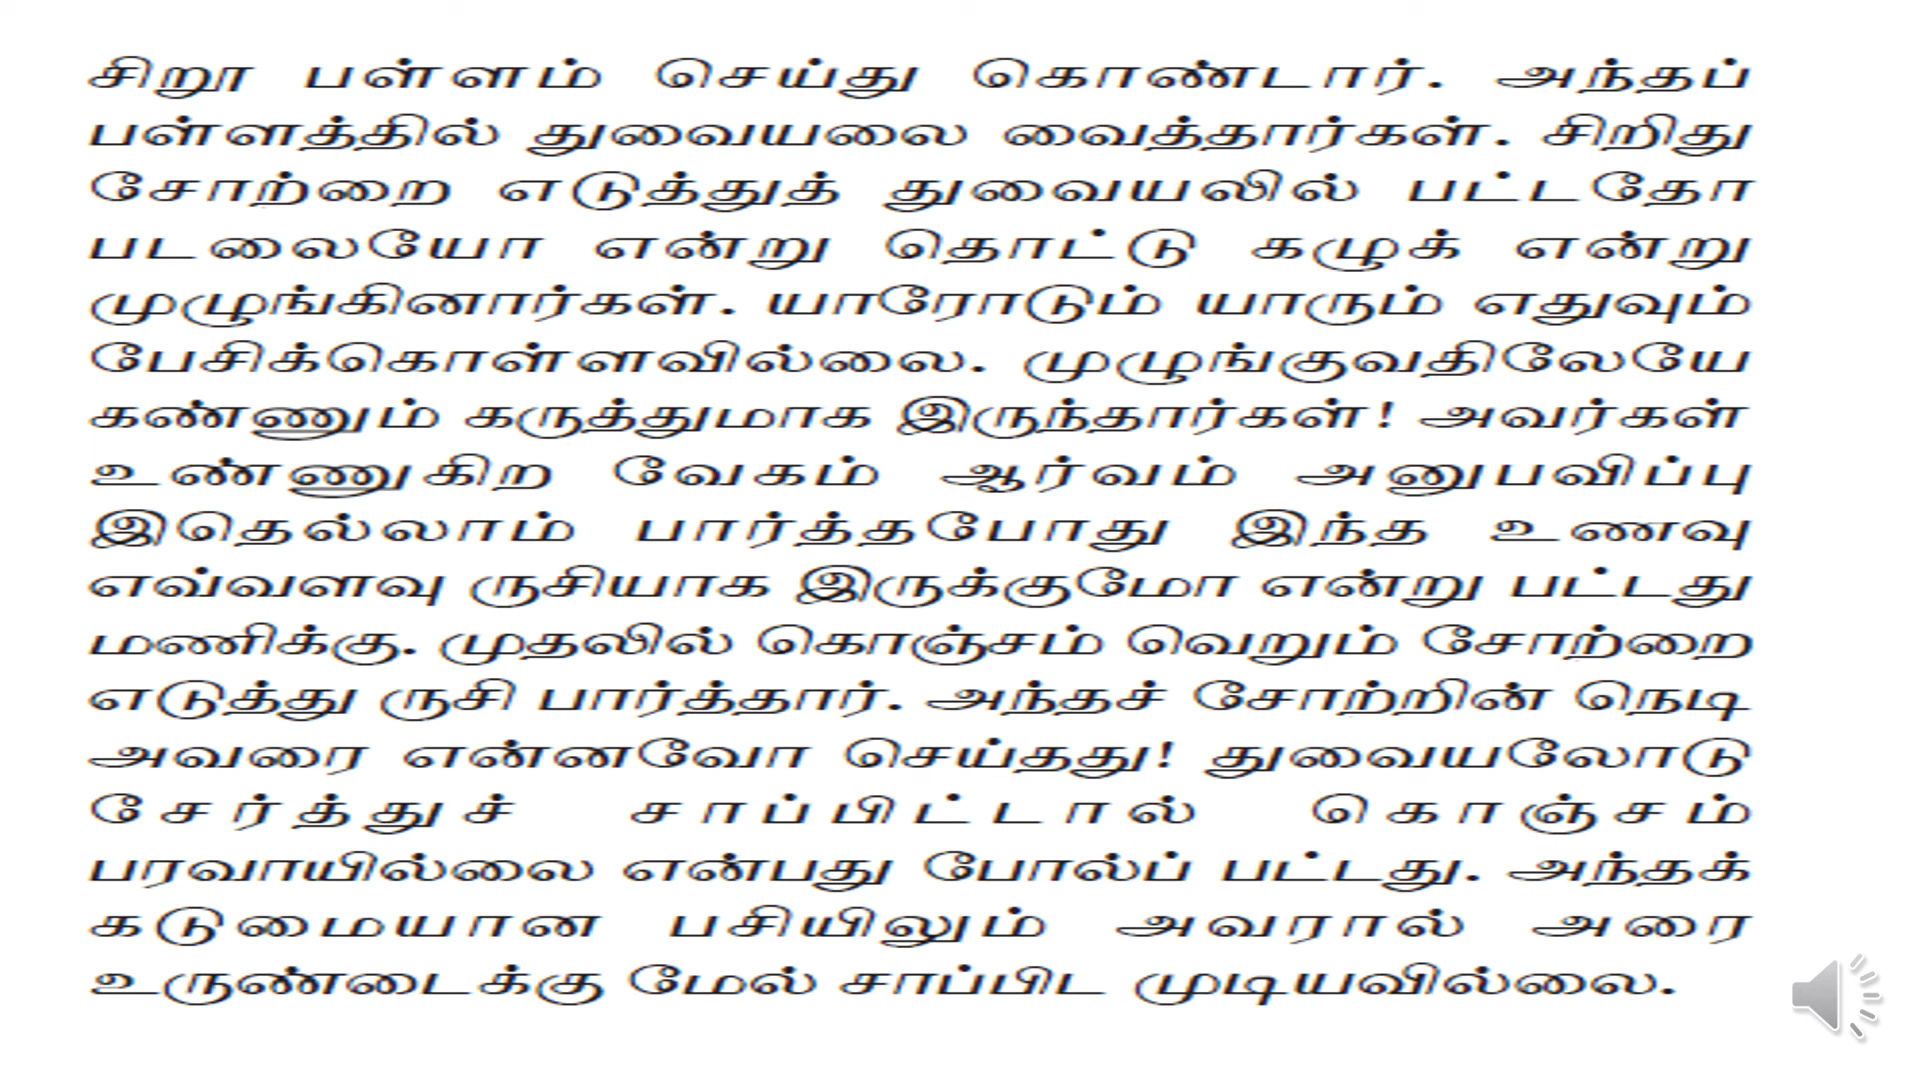 சிறூ பள்ளம் செய்து கொண்டார். அந்தப்
பள்ளத்தில் துவையலை வைத்தார்கள். சிறிது
சோற்றை எடுத்துத் துவையலில் பட்டதோ
படலையோ என்று தொட்டு கழுக் என்று
முழுங்கினார்கள். யாரோடும் யாரும் எதுவும்
பேசிக்கொள்ளவில்லை. முழுங்குவதிலேயே
கண்ணும் கருத்துமாக இருந்தார்கள்! அவர்கள்
உண்ணுகிற வேகம் ஆர்வம் அனுபவிப்பு
இதெல்லாம் பார்த்தபோது இந்த உணவு
எவ்வளவு ருசியாக இருக்குமோ என்று பட்டது
மணிக்கு. முதலில் கொஞ்சம் வெறும் சோற்றை
எடுத்து ருசி பார்த்தார். அந்தச் சோற்றின் நெடி
அவரை என்னவோ செய்தது! துவையலோடு
சேர்த்துச் சாப்பிட்டால் கொஞ்சம்
பரவாயில்லை என்பது போல்ப் பட்டது. அந்தக்
கடுமையான பசியிலும் அவரால் அரை
உருண்டைக்கு மேல் சாப்பிட முடியவில்லை.